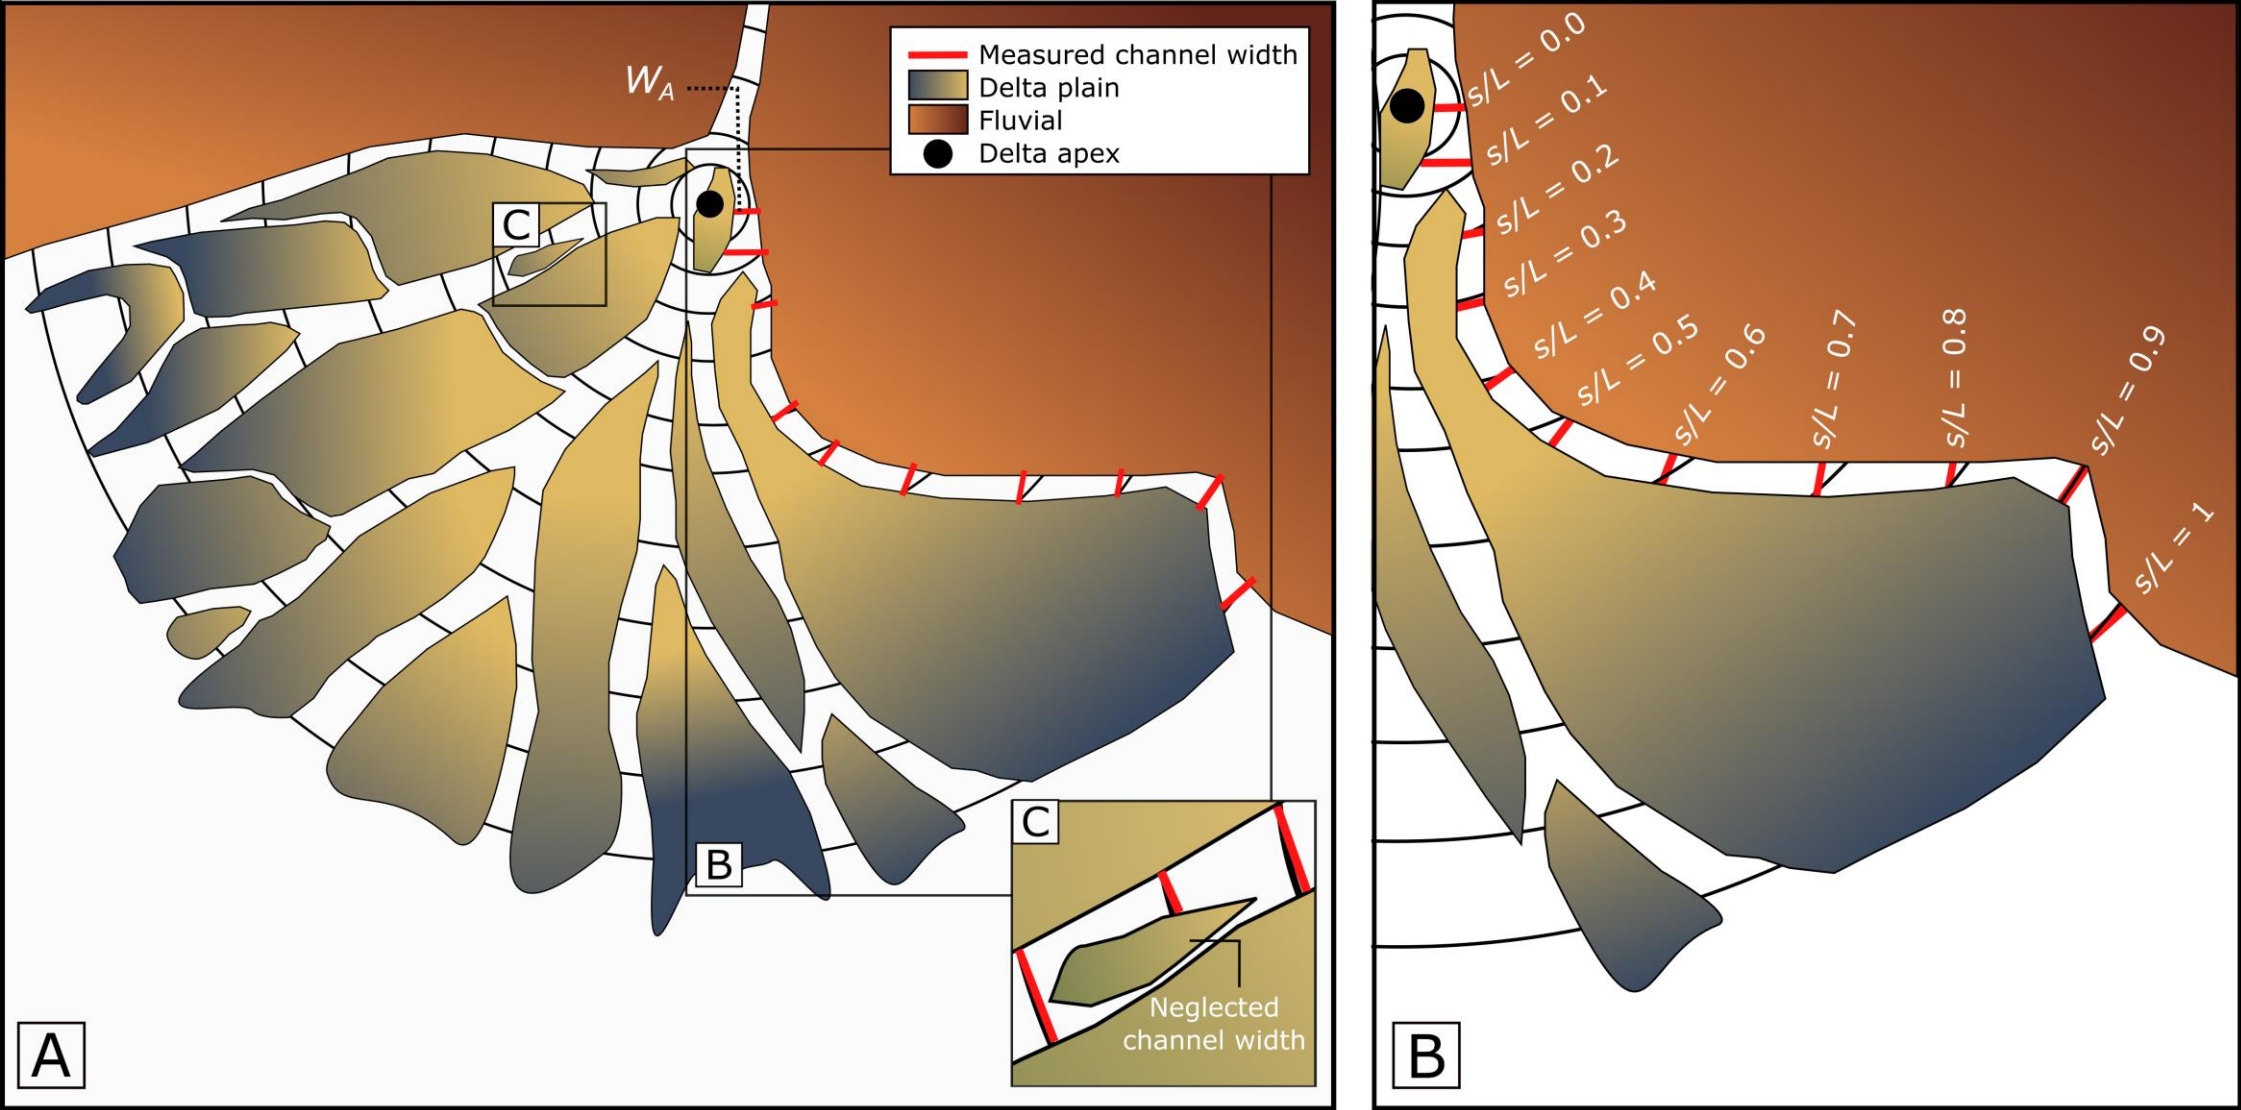 W_A
Measured channel width
Delta plain
Fluvial
Delta apex
C
B
C
Neglected
channel width
A
s/L = 0.0
s/L = 0.1
s/L = 0.2
s/L = 0.3
s/L = 0.4
s/L = 0.5
s/L = 0.6
s/L = 0.7
s/L = 0.8
s/L = 0.9
s/L = 1
B